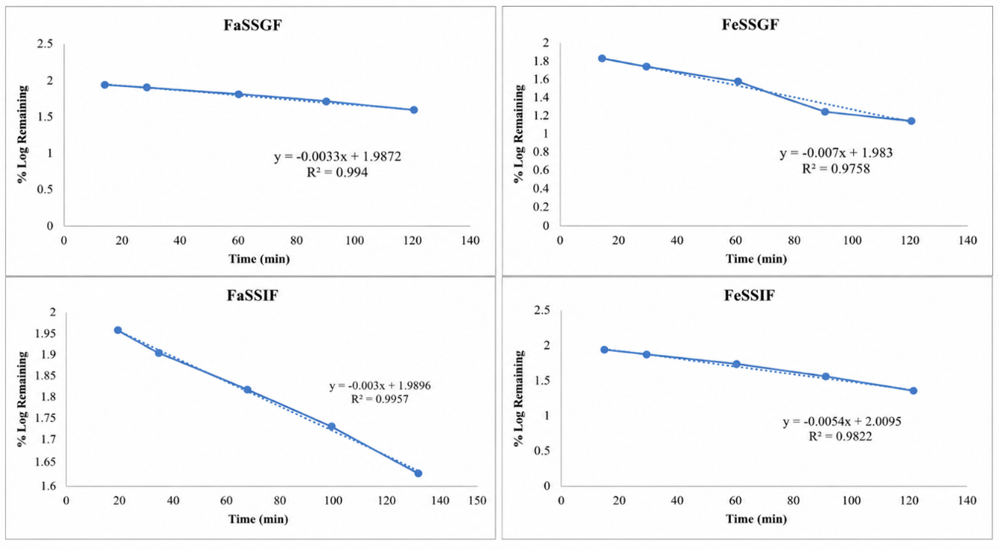 FaSSGF
2.5
2
1.5
1
0.5
0
% Log Remaining
y = -0.0033x + 1.9872
R² = 0.994
0 20 40 60 80 100 120 140
Time (min)
FeSSGF
2
1.8
1.6
1.4
1.2
1
0.8
0.6
0.4
0.2
0
% Log Remaining
y = -0.007x + 1.983
R² = 0.9758
0 20 40 60 80 100 120 140
Time (min)
FaSSIF
2
1.95
1.9
1.85
1.8
1.75
1.7
1.65
1.6
% Log Remaining
y = -0.003x + 1.9896
R² = 0.9957
0 20 40 60 80 100 120 140 150
Time (min)
FeSSIF
2.5
2
1.5
1
0.5
0
% Log Remaining
y = -0.0054x + 2.0095
R² = 0.9822
0 20 40 60 80 100 120 140
Time (min)